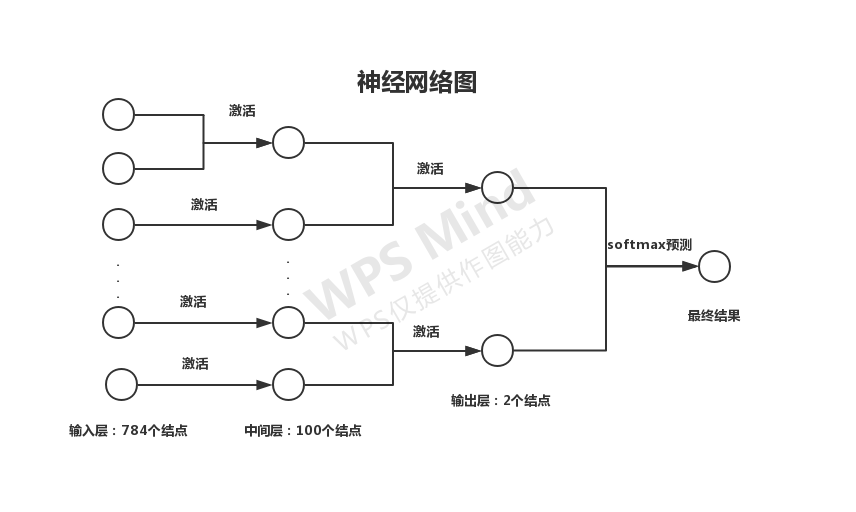 神经网络图
激活
激活
激活
softmax预测
激活
激活
激活
最终结果
输出层：2个结点
输入层：784个结点
中间层：100个结点
WPS Mind
WPS仅提供作图能力